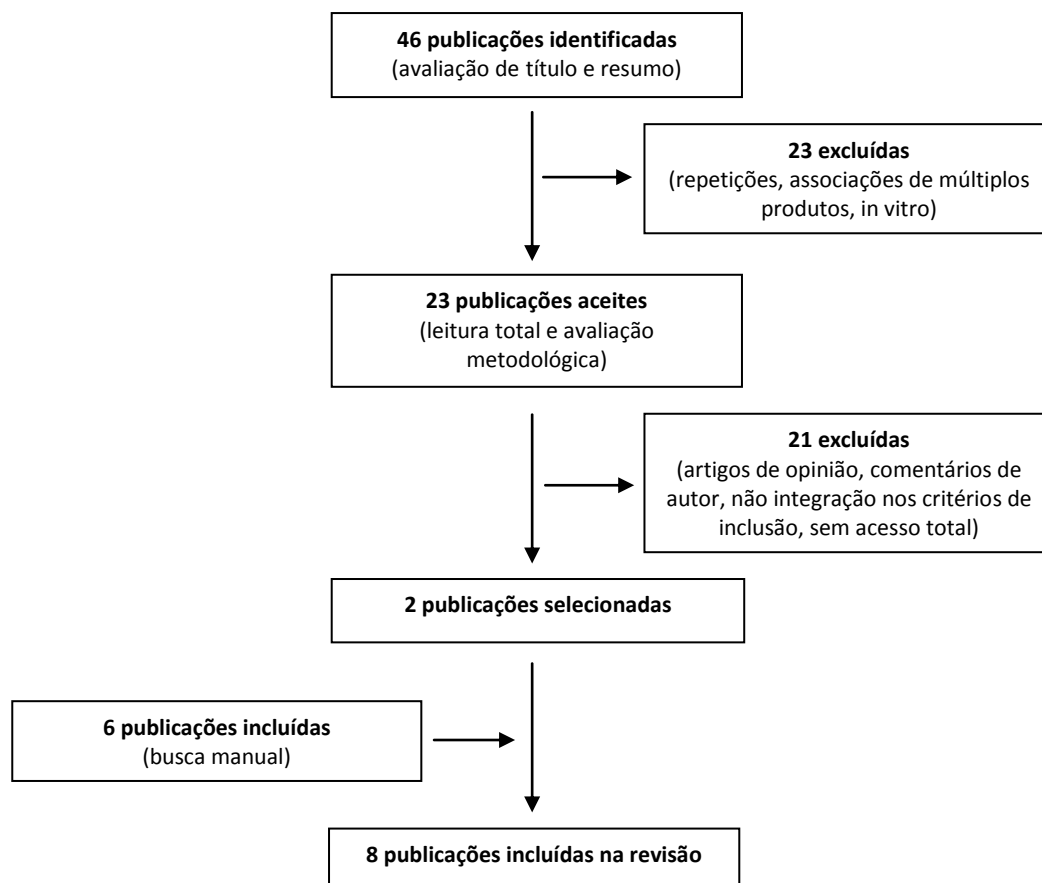 46 publicações identificadas
(avaliação de título e resumo)
23 excluídas
(repetições, associações de múltiplos
produtos, in vitro)
23 publicações aceites
(leitura total e avaliação
metodológica)
21 excluídas
(artigos de opinião, comentários de
autor, não integração nos critérios de
inclusão, sem acesso total)
2 publicações selecionadas
6 publicações incluídas
(busca manual)
8 publicações incluídas na revisão